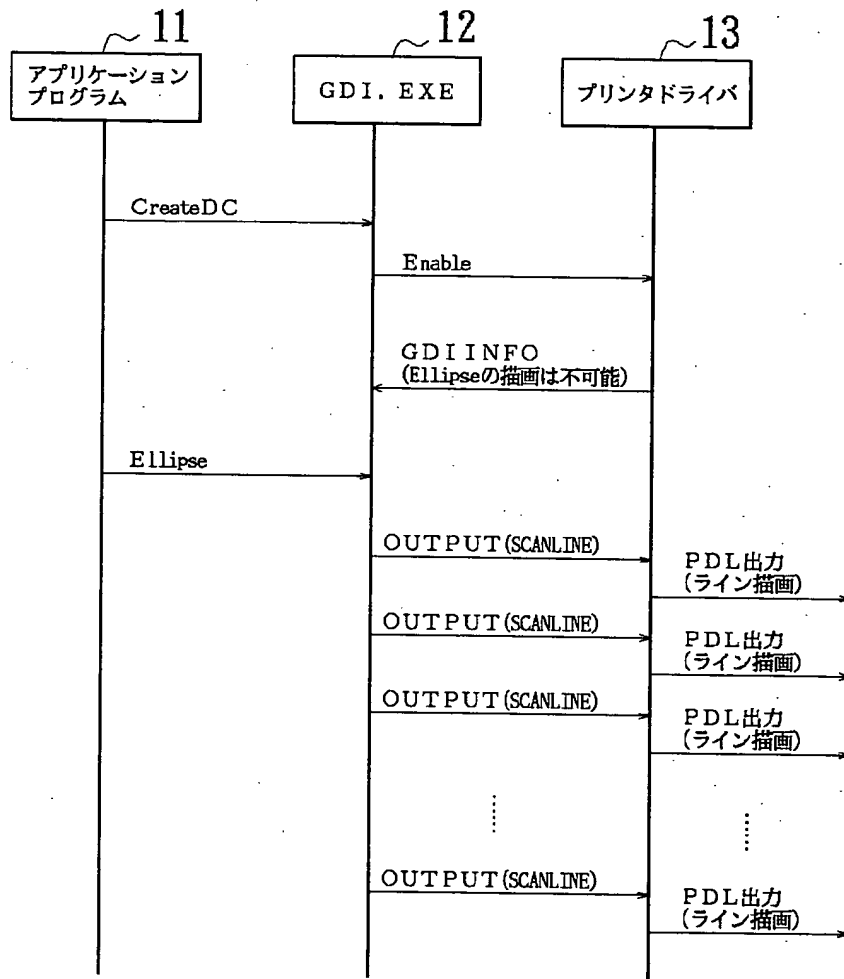 11
12
13
アプリケーション
プログラム
GDI.EXE
プリンタドライバ
CreateDC
Enable
GDIINFO
(Ellipseの描画は不可能)
Ellipse
OUTPUT(SCANLINE)
PDL出力
(ライン描画)
OUTPUT(SCANLINE)
PDL出力
(ライン描画)
OUTPUT(SCANLINE)
PDL出力
(ライン描画)
OUTPUT(SCANLINE)
PDL出力
(ライン描画)